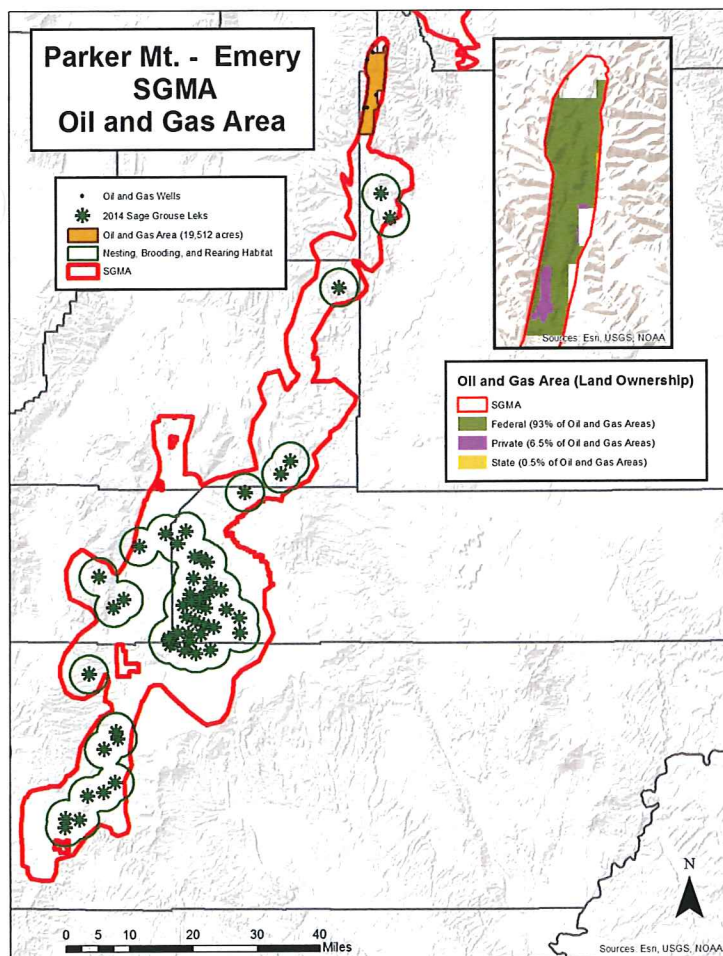 Parker Mt. - Emery
SGMA
Oil and Gas Area
Oil and Gas Wells
2014 Sage Grouse Leks
Oil and Gas Area (19,512 acres)
Nesting, Brooding, and Rearing Habitat
SGMA
Sources: Esri, USGS, NOAA
Oil and Gas Area (Land Ownership)
SGMA
Federal (93% of Oil and Gas Areas)
Private (6.5% of Oil and Gas Areas)
State (0.5% of Oil and Gas Areas)
N
0 5 10 20 30 40
Miles
Sources: Esri, USGS, NOAA